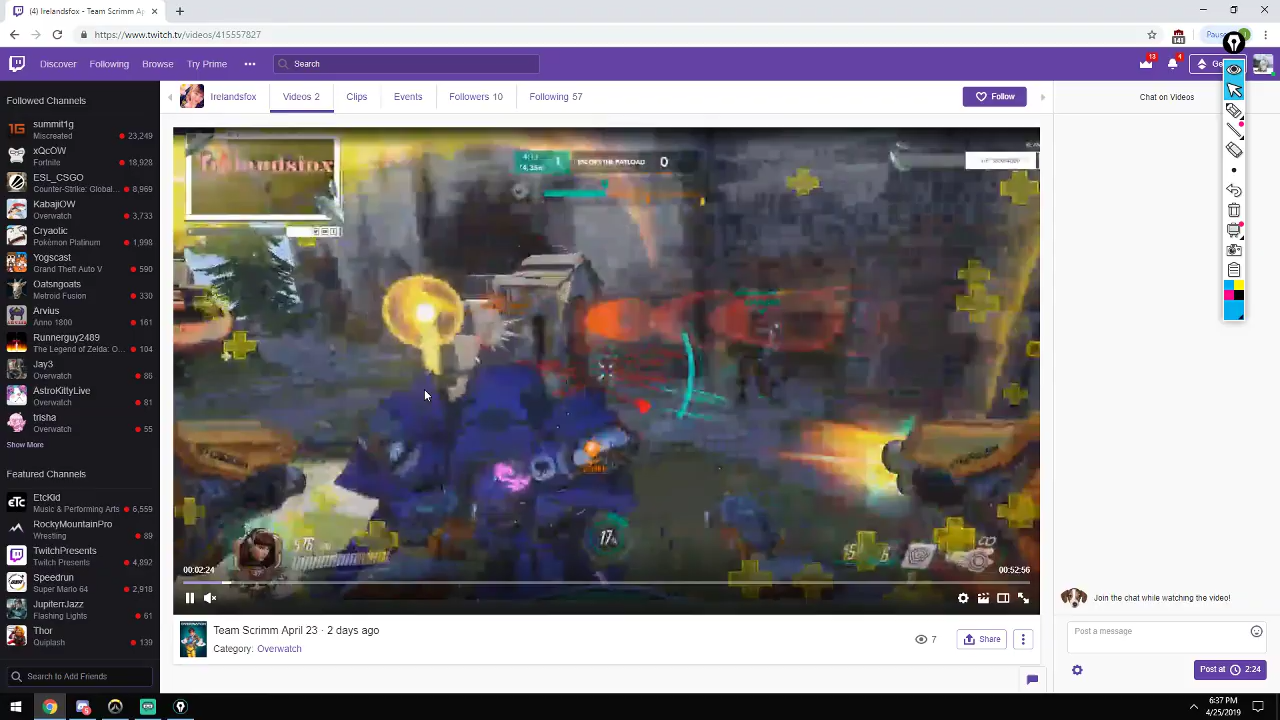 (4) Irelandsfox - Team Scrimm Ap
https://www.twitch.tv/videos/415557827
141
Discover Following Browse Try Prime
Search
13
4
Followed Channels
summit1g
Miscreated 23,249
xQcOW
Fortnite 18,928
ESL_CSGO
Counter-Strike: Global... 8,969
KabajiOW
Overwatch 3,733
Cryaotic
Pokémon Platinum 1,998
Yogscast
Grand Theft Auto V 590
Oatsngoats
Metroid Fusion 330
Arvius
Anno 1800 161
Runnerguy2489
The Legend of Zelda: O... 104
Jay3
Overwatch 86
AstroKittyLive
Overwatch 81
trisha
Overwatch 55
Show More
Featured Channels
EtcKid
Music & Performing Arts 6,559
RockyMountainPro
Wrestling 89
TwitchPresents
Twitch Presents 4,892
Speedrun
Super Mario 64 2,918
JupiterrJazz
Flashing Lights 61
Thor
Quiplash 139
Search to Add Friends
Irelandsfox
Videos 2
Clips
Events
Followers 10
Following 57
Follow
1
0
00:02:24
00:52:56
Team Scrimm April 23 · 2 days ago
Category: Overwatch
7
Share
Chat on Videos
Join the chat while watching the video!
Post a message
Post at 2:24
6:37 PM
4/25/2019